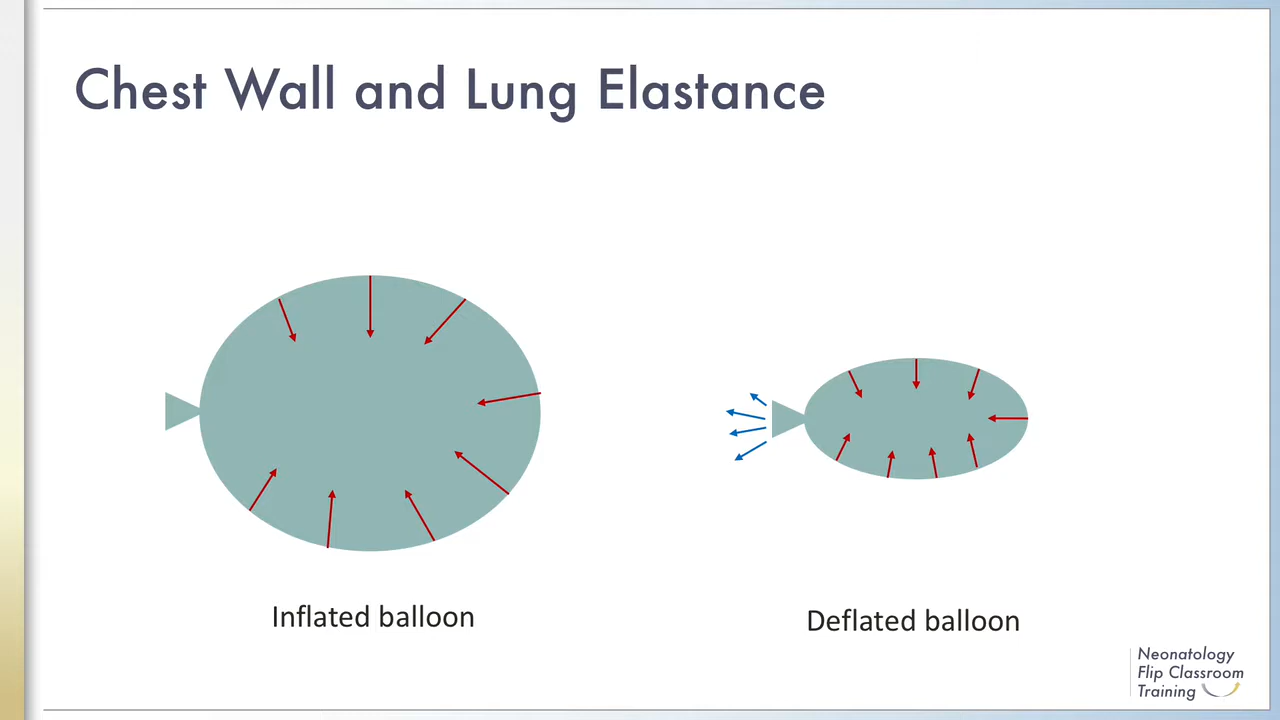 Chest Wall and Lung Elastance
Inflated balloon
Deflated balloon
Neonatology
Flip Classroom
Training